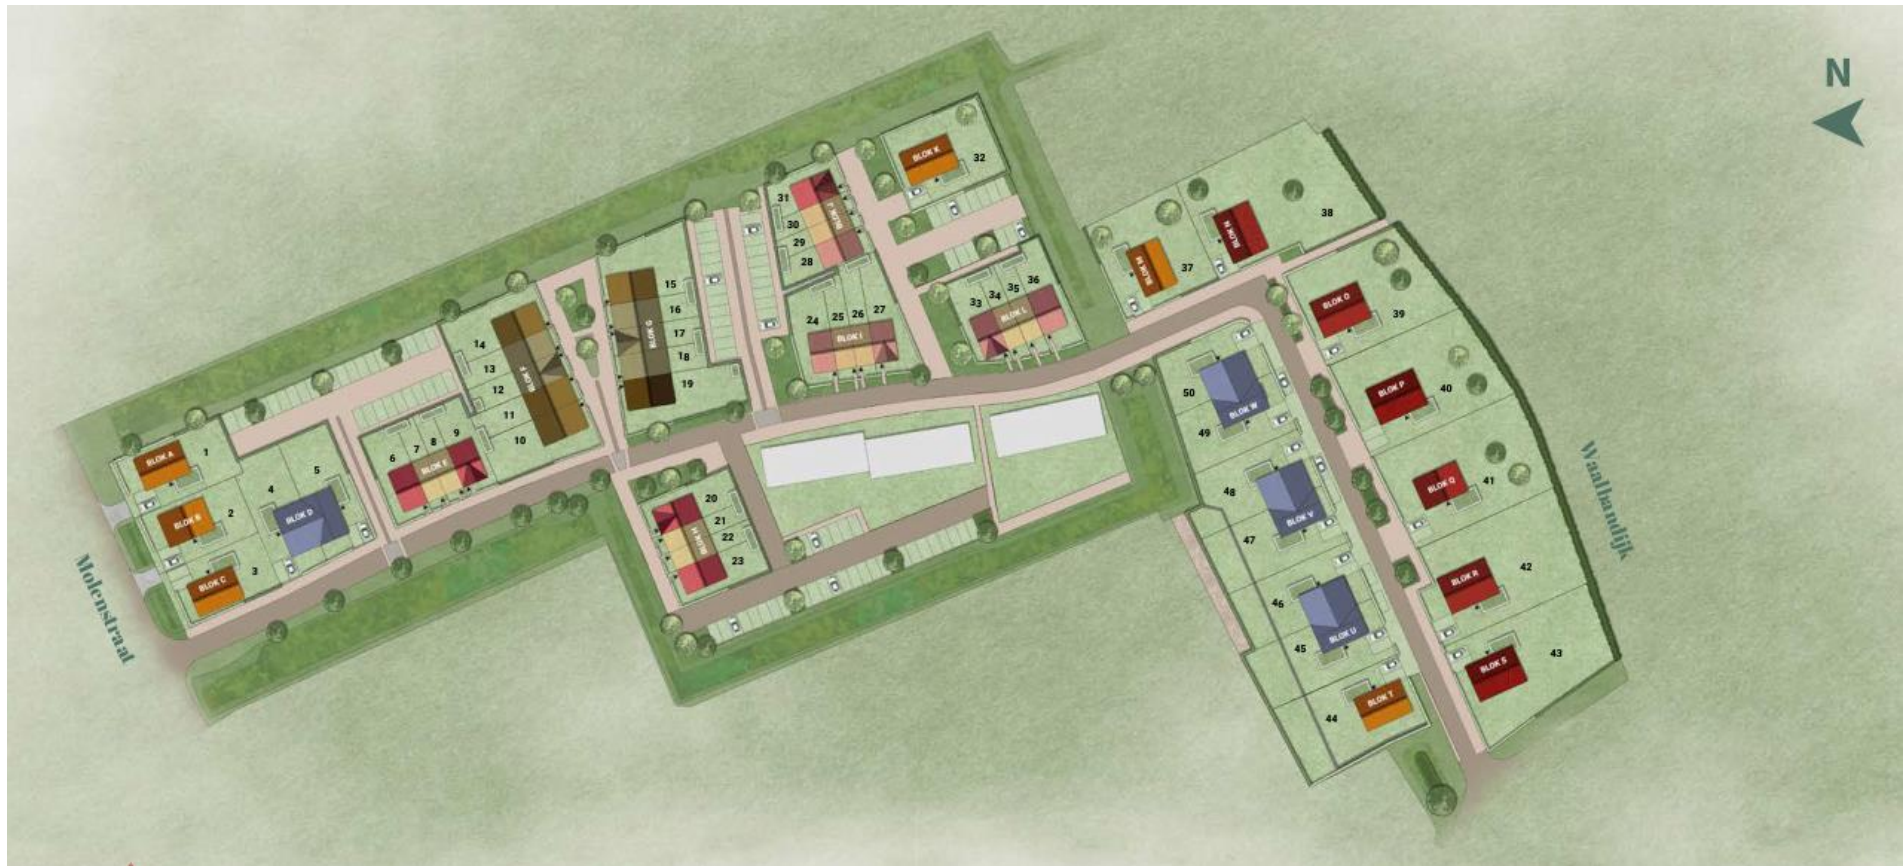 N
BLOK K
32
31
BLOK J
30
29
28
38
BLOK N
37
BLOK M
15
16
BLOK G
17
18
19
24
25
26
27
BLOK I
33
34
35
36
BLOK L
BLOK O
39
14
13
BLOK F
12
11
10
50
BLOK W
49
BLOK P
40
BLOK A
1
6
7
8
9
BLOK E
BLOK B
2
4
5
BLOK D
BLOK C
3
20
21
BLOK H
22
23
48
BLOK V
47
BLOK Q
41
Waalbandijk
Molenstraat
46
45
BLOK U
BLOK R
42
BLOK S
43
44
BLOK T